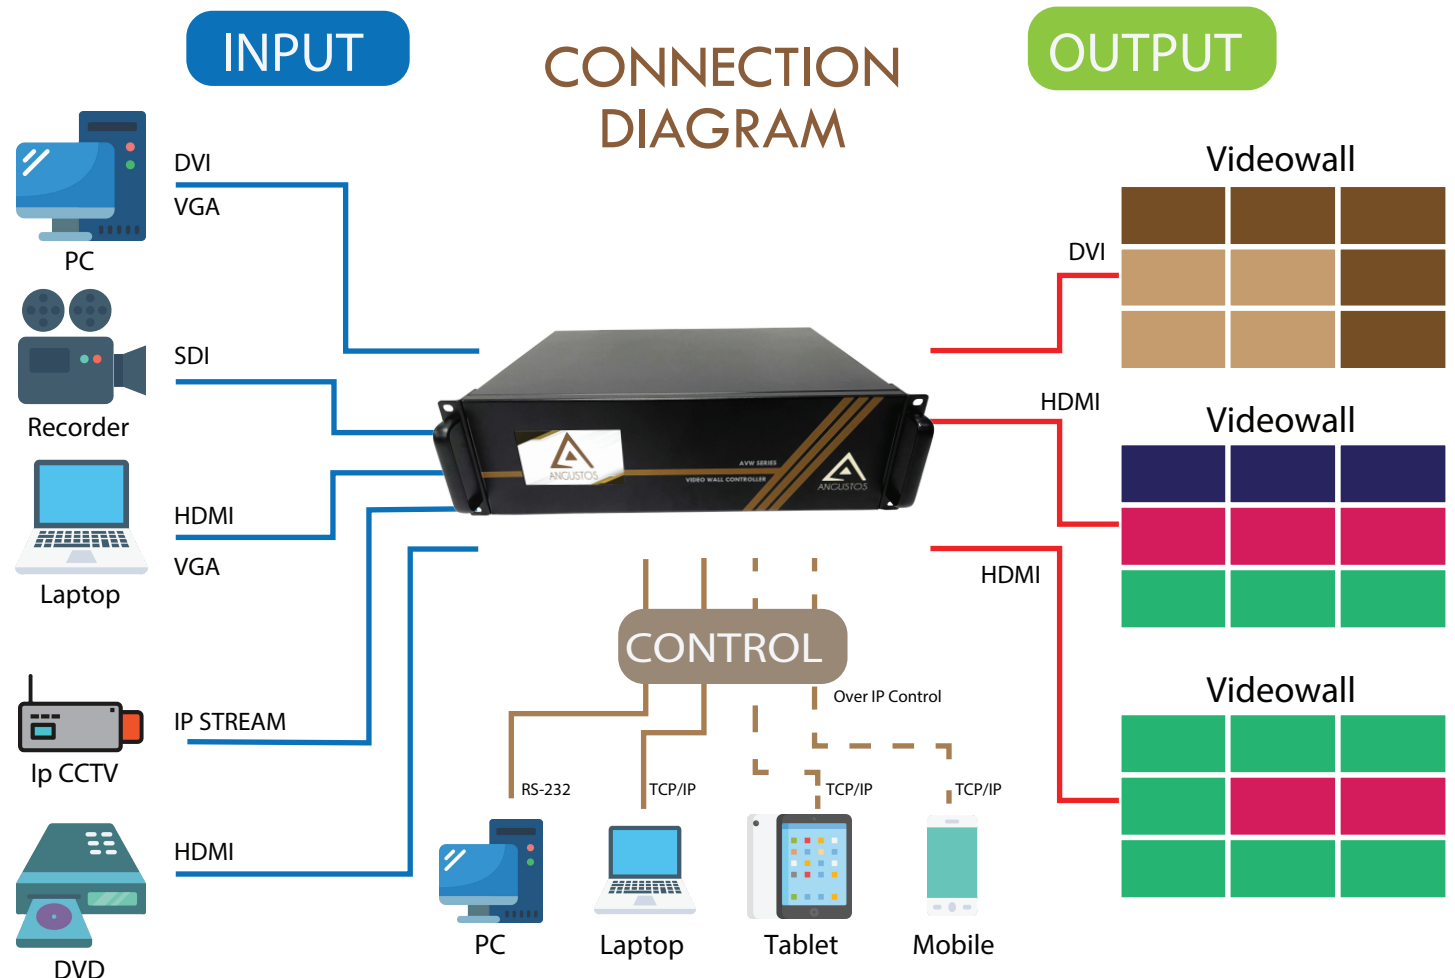 INPUT
CONNECTION
DIAGRAM
OUTPUT
DVI
VGA
PC
SDI
Recorder
HDMI
VGA
Laptop
IP STREAM
Ip CCTV
HDMI
DVD
ANGUSTOS
AVW SERIES
VIDEO WALL CONTROLLER
ANGUSTOS
CONTROL
Over IP Control
RS-232
TCP/IP
TCP/IP
TCP/IP
PC
Laptop
Tablet
Mobile
Videowall
DVI
Videowall
HDMI
Videowall
HDMI